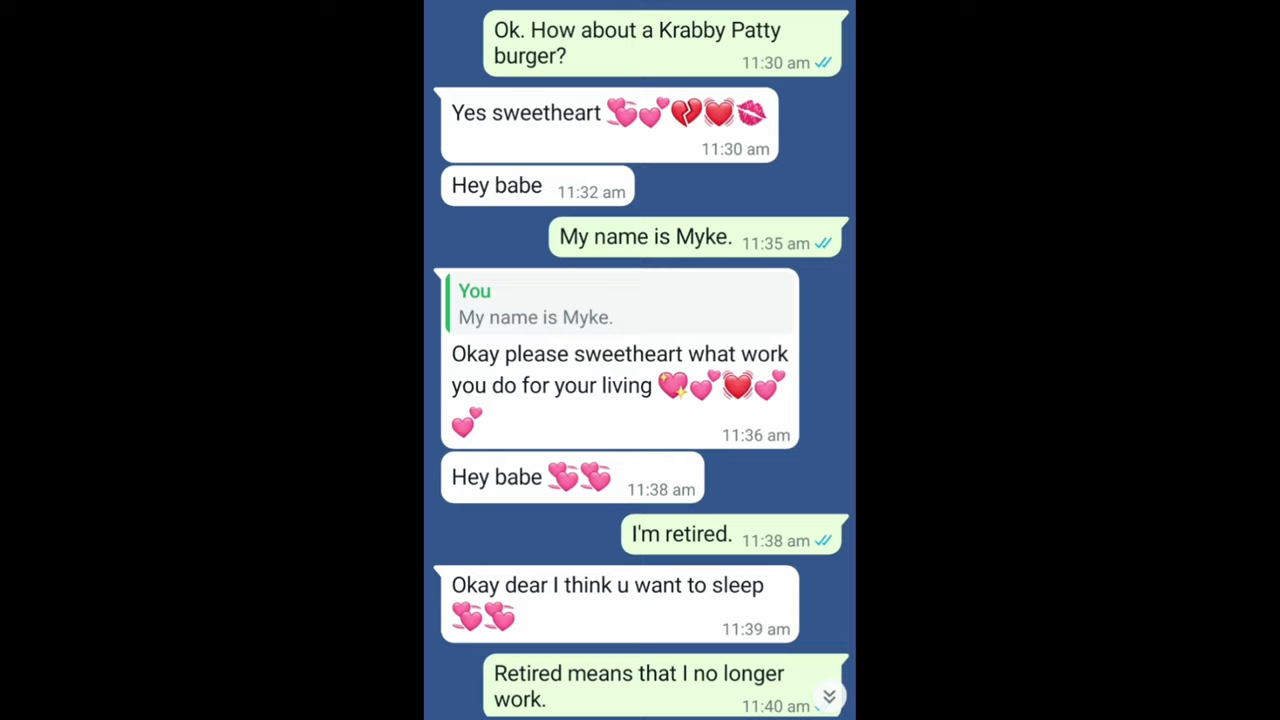 Ok. How about a Krabby Patty
burger?
11:30 am
Yes sweetheart 💞💕💔💓💋
11:30 am
Hey babe 11:32 am
My name is Myke. 11:35 am
You
My name is Myke.
Okay please sweetheart what work
you do for your living 💖💕💓💕
💕
11:36 am
Hey babe 💞💞 11:38 am
I'm retired. 11:38 am
Okay dear I think u want to sleep
💞💞
11:39 am
Retired means that I no longer
work.
11:40 am